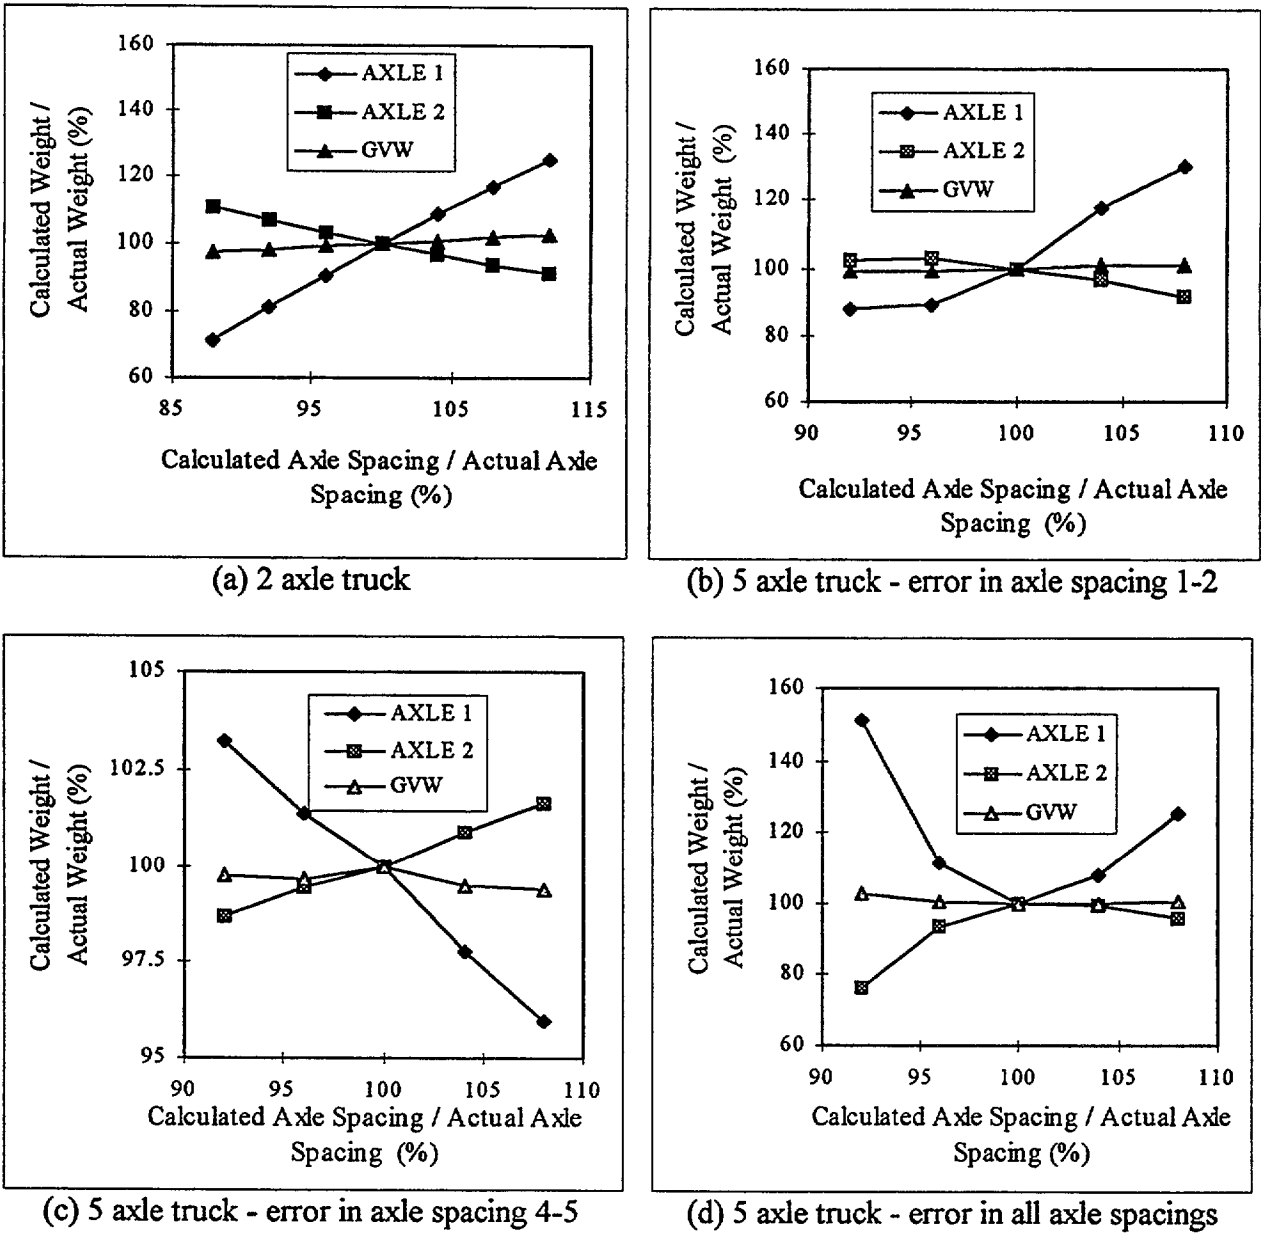 160
140
120
100
80
60
85
95
105
115
AXLE 1
AXLE 2
GVW
Calculated Weight /
Actual Weight (%)
Calculated Axle Spacing / Actual Axle
Spacing (%)
(a) 2 axle truck
160
140
120
100
80
60
90
95
100
105
110
AXLE 1
AXLE 2
GVW
Calculated Weight /
Actual Weight (%)
Calculated Axle Spacing / Actual Axle
Spacing (%)
(b) 5 axle truck - error in axle spacing 1-2
105
102.5
100
97.5
95
90
95
100
105
110
AXLE 1
AXLE 2
GVW
Calculated Weight /
Actual Weight (%)
Calculated Axle Spacing / Actual Axle
Spacing (%)
(c) 5 axle truck - error in axle spacing 4-5
160
140
120
100
80
60
90
95
100
105
110
AXLE 1
AXLE 2
GVW
Calculated Weight /
Actual Weight (%)
Calculated Axle Spacing / Actual Axle
Spacing (%)
(d) 5 axle truck - error in all axle spacings